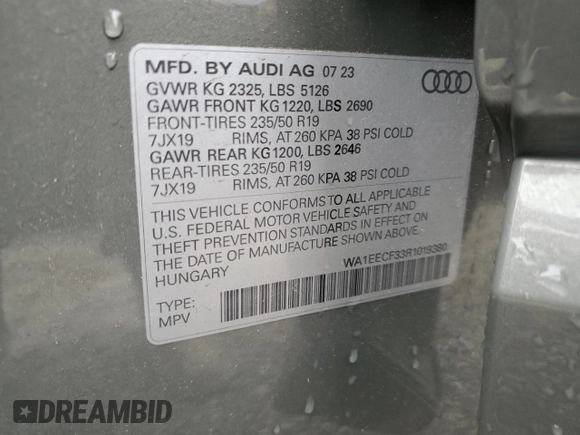 MFD. BY AUDI AG 07 23
GVWR KG 2325, LBS 5126
GAWR FRONT KG 1220, LBS 2690
FRONT-TIRES 235/50 R19
7JX19 RIMS, AT 260 KPA 38 PSI COLD
GAWR REAR KG 1200, LBS 2646
REAR-TIRES 235/50 R19
7JX19 RIMS, AT 260 KPA 38 PSI COLD
THIS VEHICLE CONFORMS TO ALL APPLICABLE
U.S. FEDERAL MOTOR VEHICLE SAFETY AND
THEFT PREVENTION STANDARDS IN EFFECT ON
THE DATE OF MANUFACTURE SHOWN ABOVE.
HUNGARY
WA1EECF33R1019380
TYPE:
MPV
DREAMBID